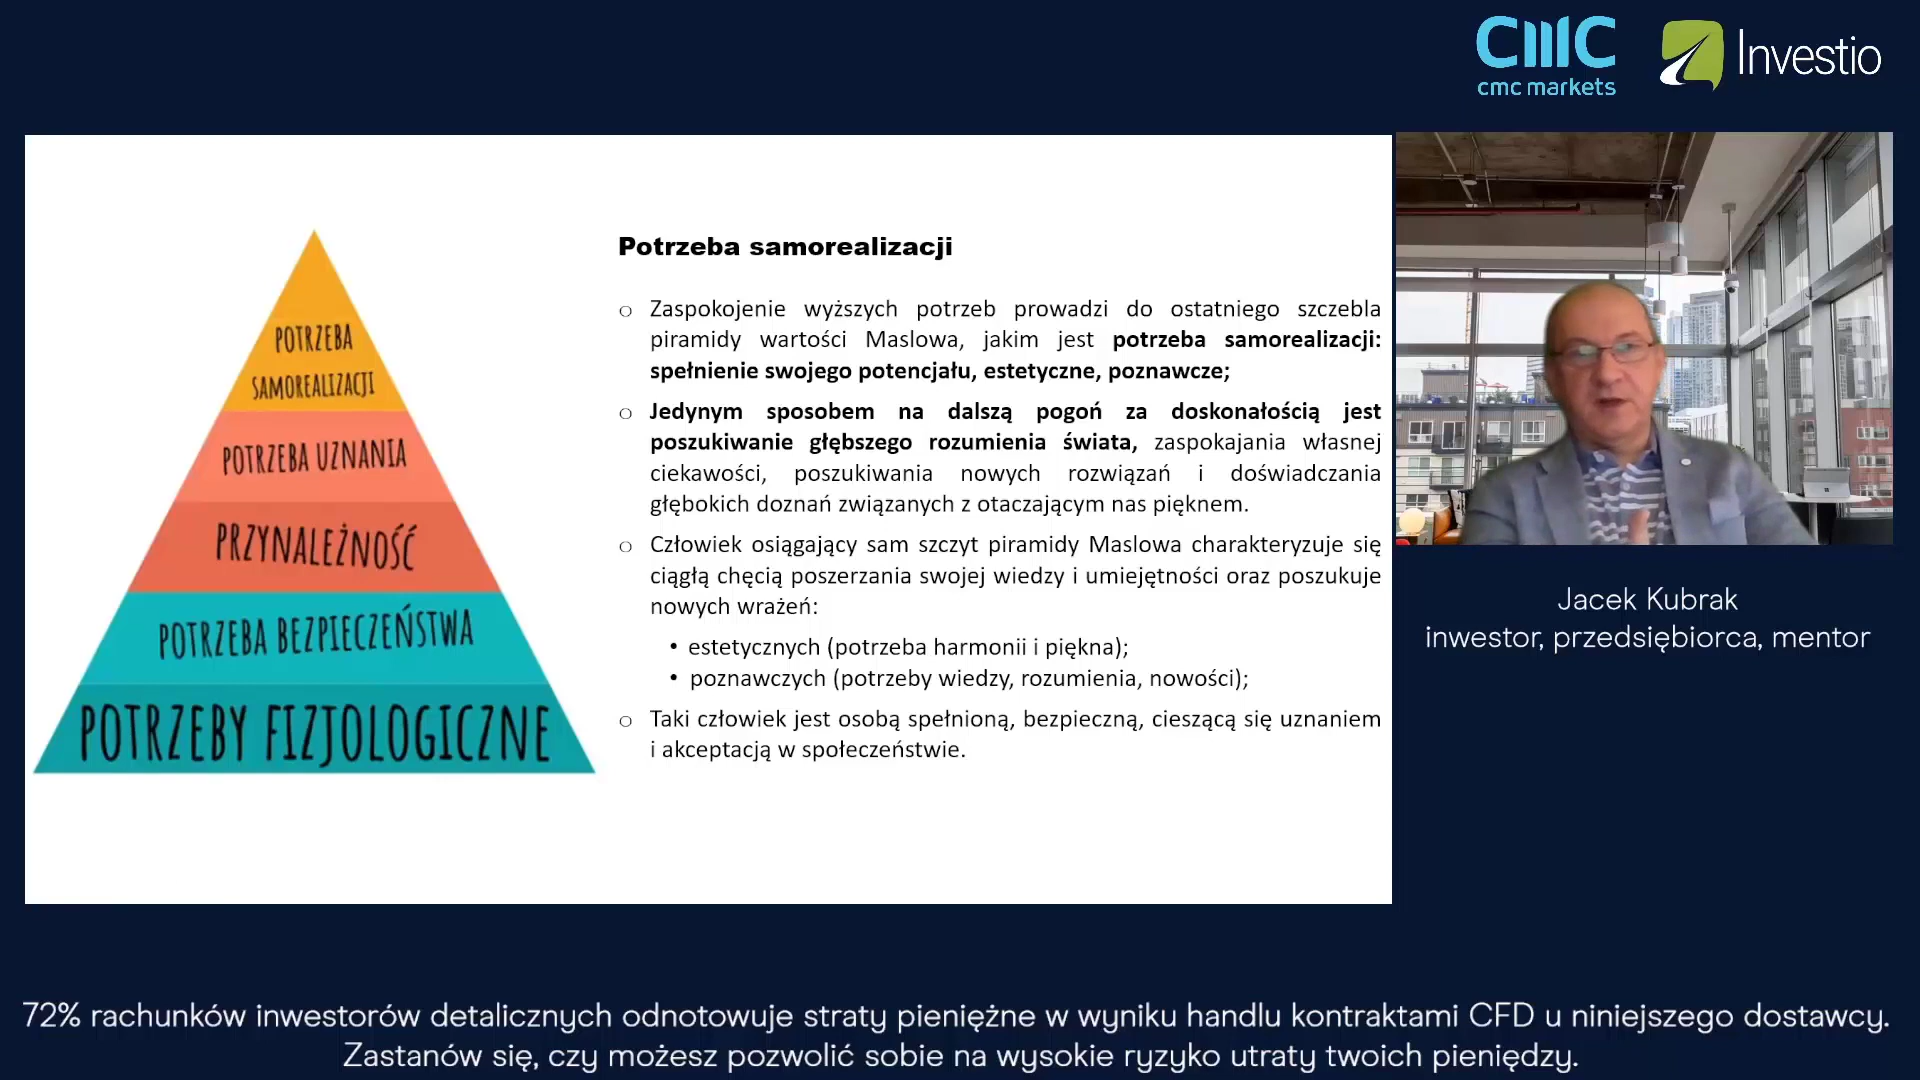 CMC
cmc markets
Investio
POTRZEBA
SAMOREALIZACJI
POTRZEBA UZNANIA
PRZYNALEŻNOŚĆ
POTRZEBA BEZPIECZEŃSTWA
POTRZEBY FIZJOLOGICZNE
Potrzeba samorealizacji
o Zaspokojenie wyższych potrzeb prowadzi do ostatniego szczebla
piramidy wartości Maslowa, jakim jest potrzeba samorealizacji:
spełnienie swojego potencjału, estetyczne, poznawcze;
o Jedynym sposobem na dalszą pogoń za doskonałością jest
poszukiwanie głębszego rozumienia świata, zaspokajania własnej
ciekawości, poszukiwania nowych rozwiązań i doświadczania
głębokich doznań związanych z otaczającym nas pięknem.
o Człowiek osiągający sam szczyt piramidy Maslowa charakteryzuje się
ciągłą chęcią poszerzania swojej wiedzy i umiejętności oraz poszukuje
nowych wrażeń:
• estetycznych (potrzeba harmonii i piękna);
• poznawczych (potrzeby wiedzy, rozumienia, nowości);
o Taki człowiek jest osobą spełnioną, bezpieczną, cieszącą się uznaniem
i akceptacją w społeczeństwie.
Jacek Kubrak
inwestor, przedsiębiorca, mentor
72% rachunków inwestorów detalicznych odnotowuje straty pieniężne w wyniku handlu kontraktami CFD u niniejszego dostawcy.
Zastanów się, czy możesz pozwolić sobie na wysokie ryzyko utraty twoich pieniędzy.